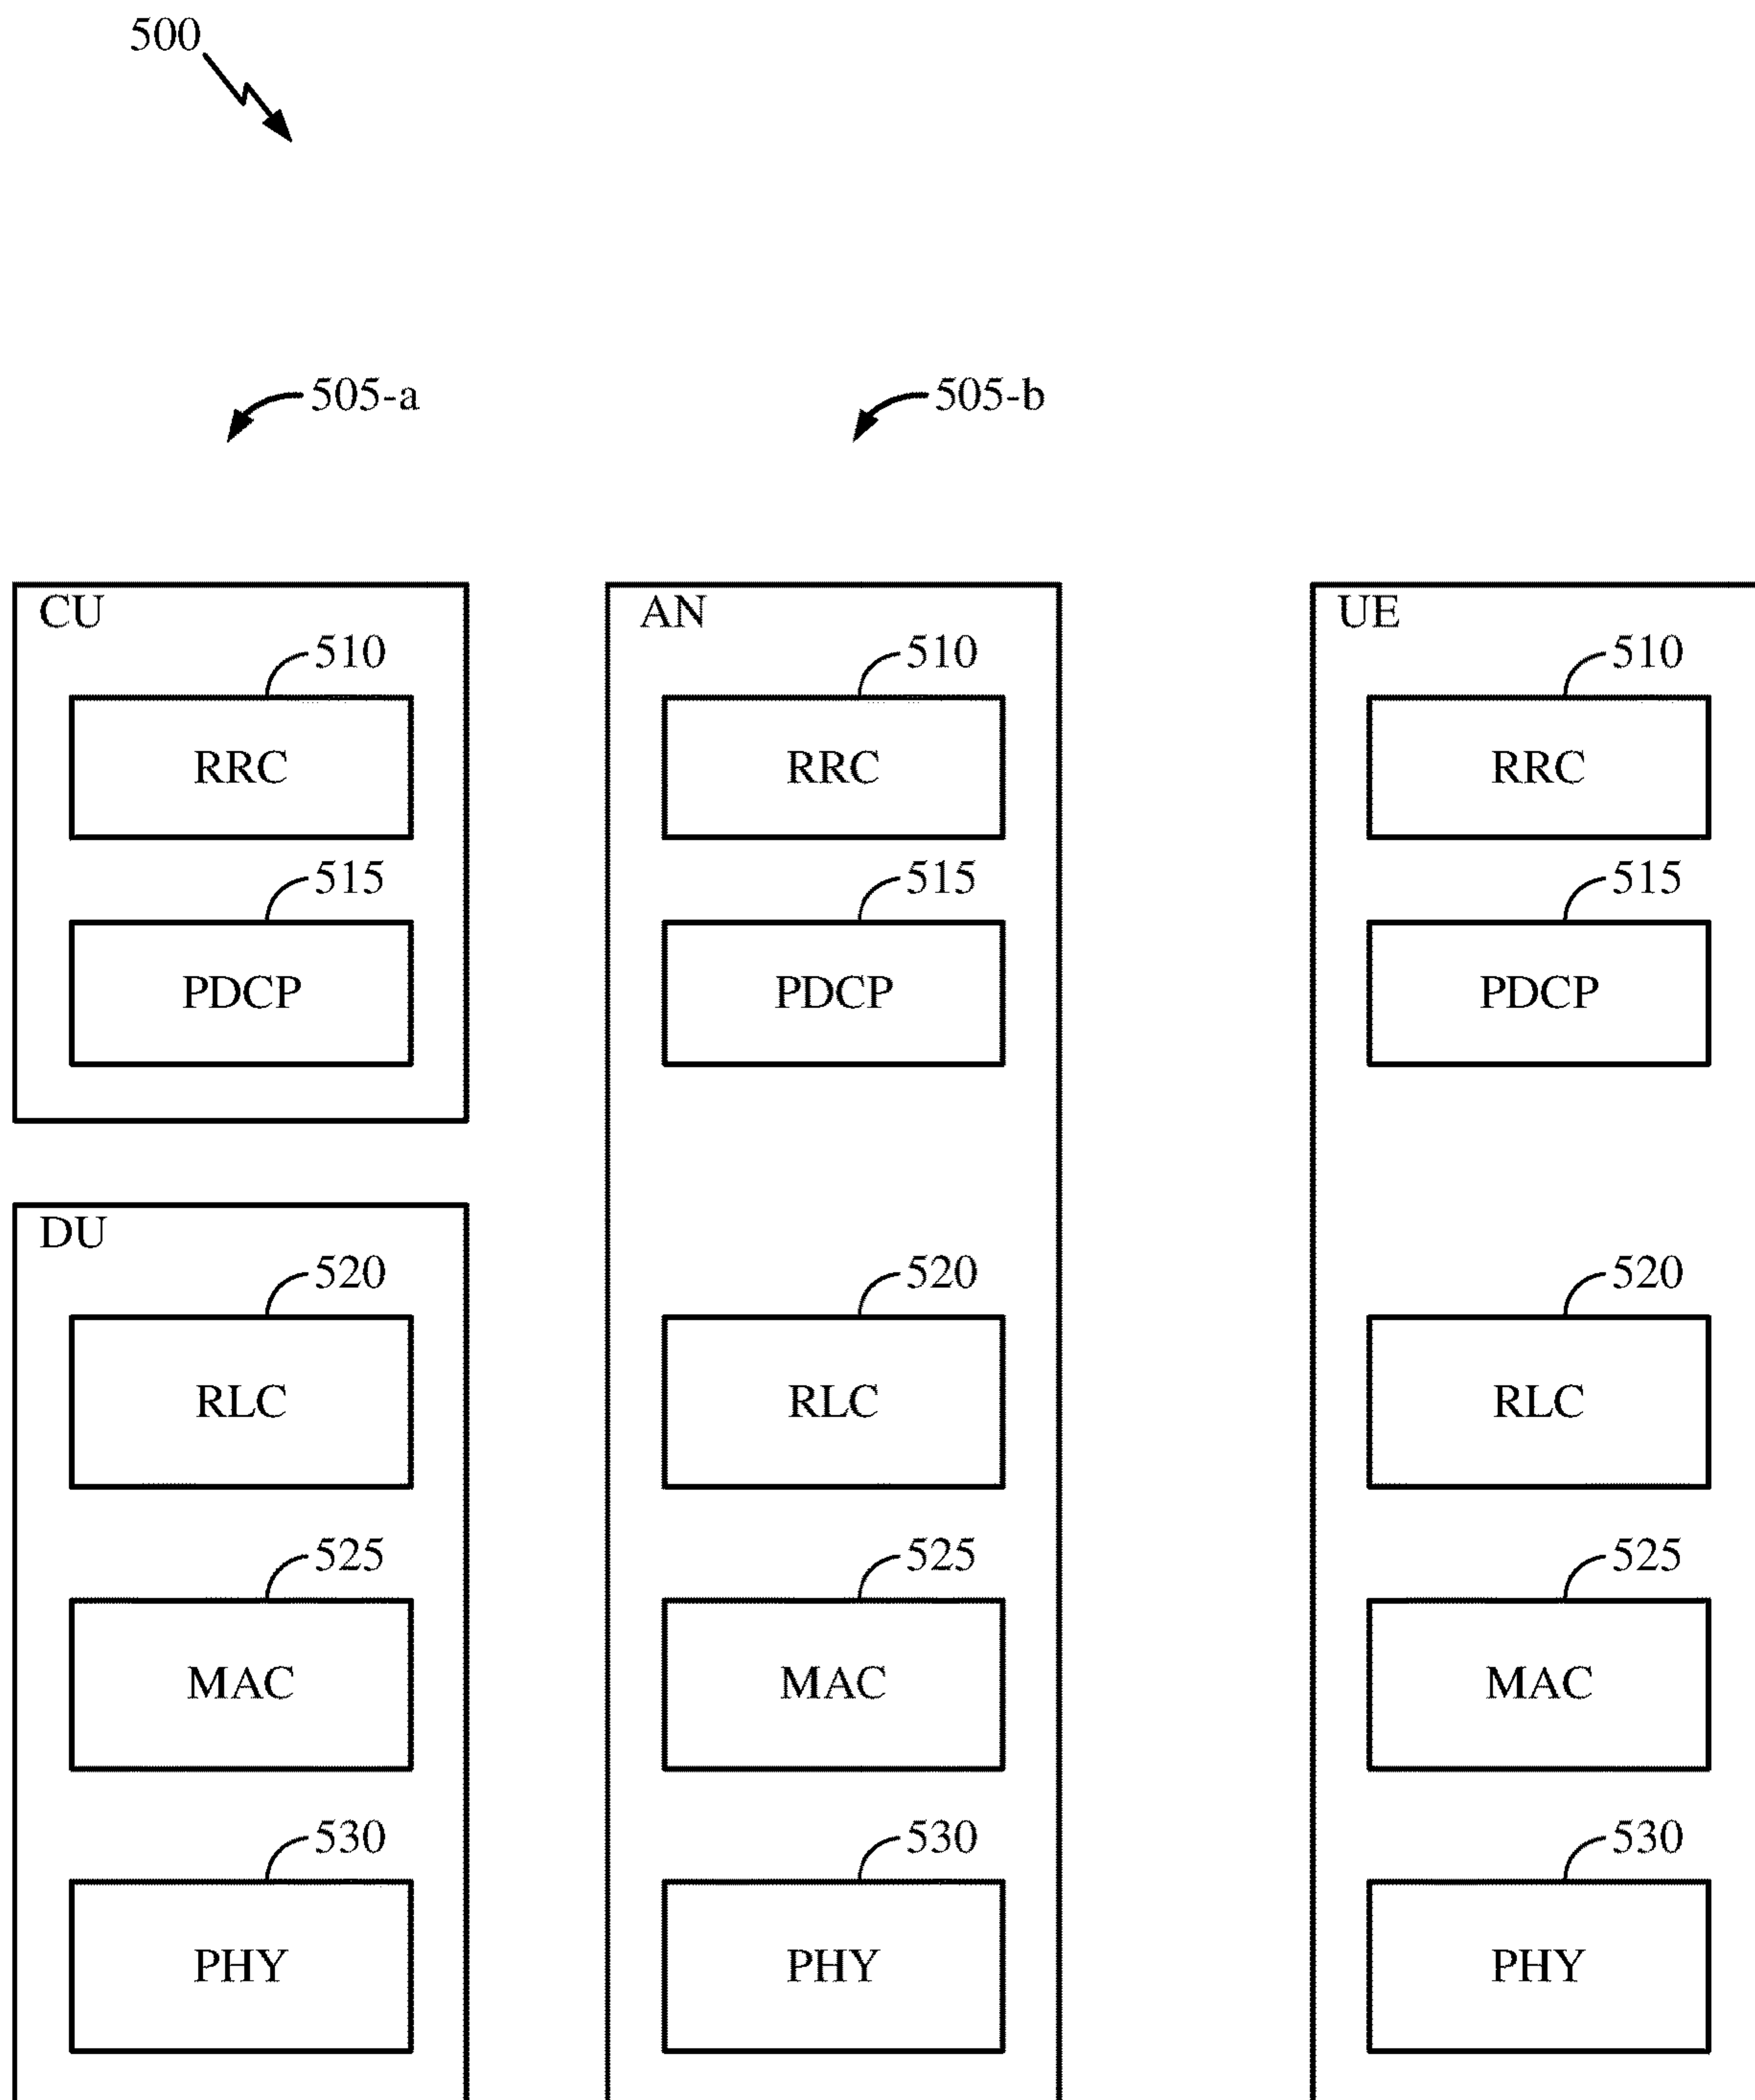 500
505-a 505-b
CU AN UE
510 510 510
RRC RRC RRC
515 515 515
PDCP PDCP PDCP
DU
520 520 520
RLC RLC RLC
525 525 525
MAC MAC MAC
530 530 530
PHY PHY PHY